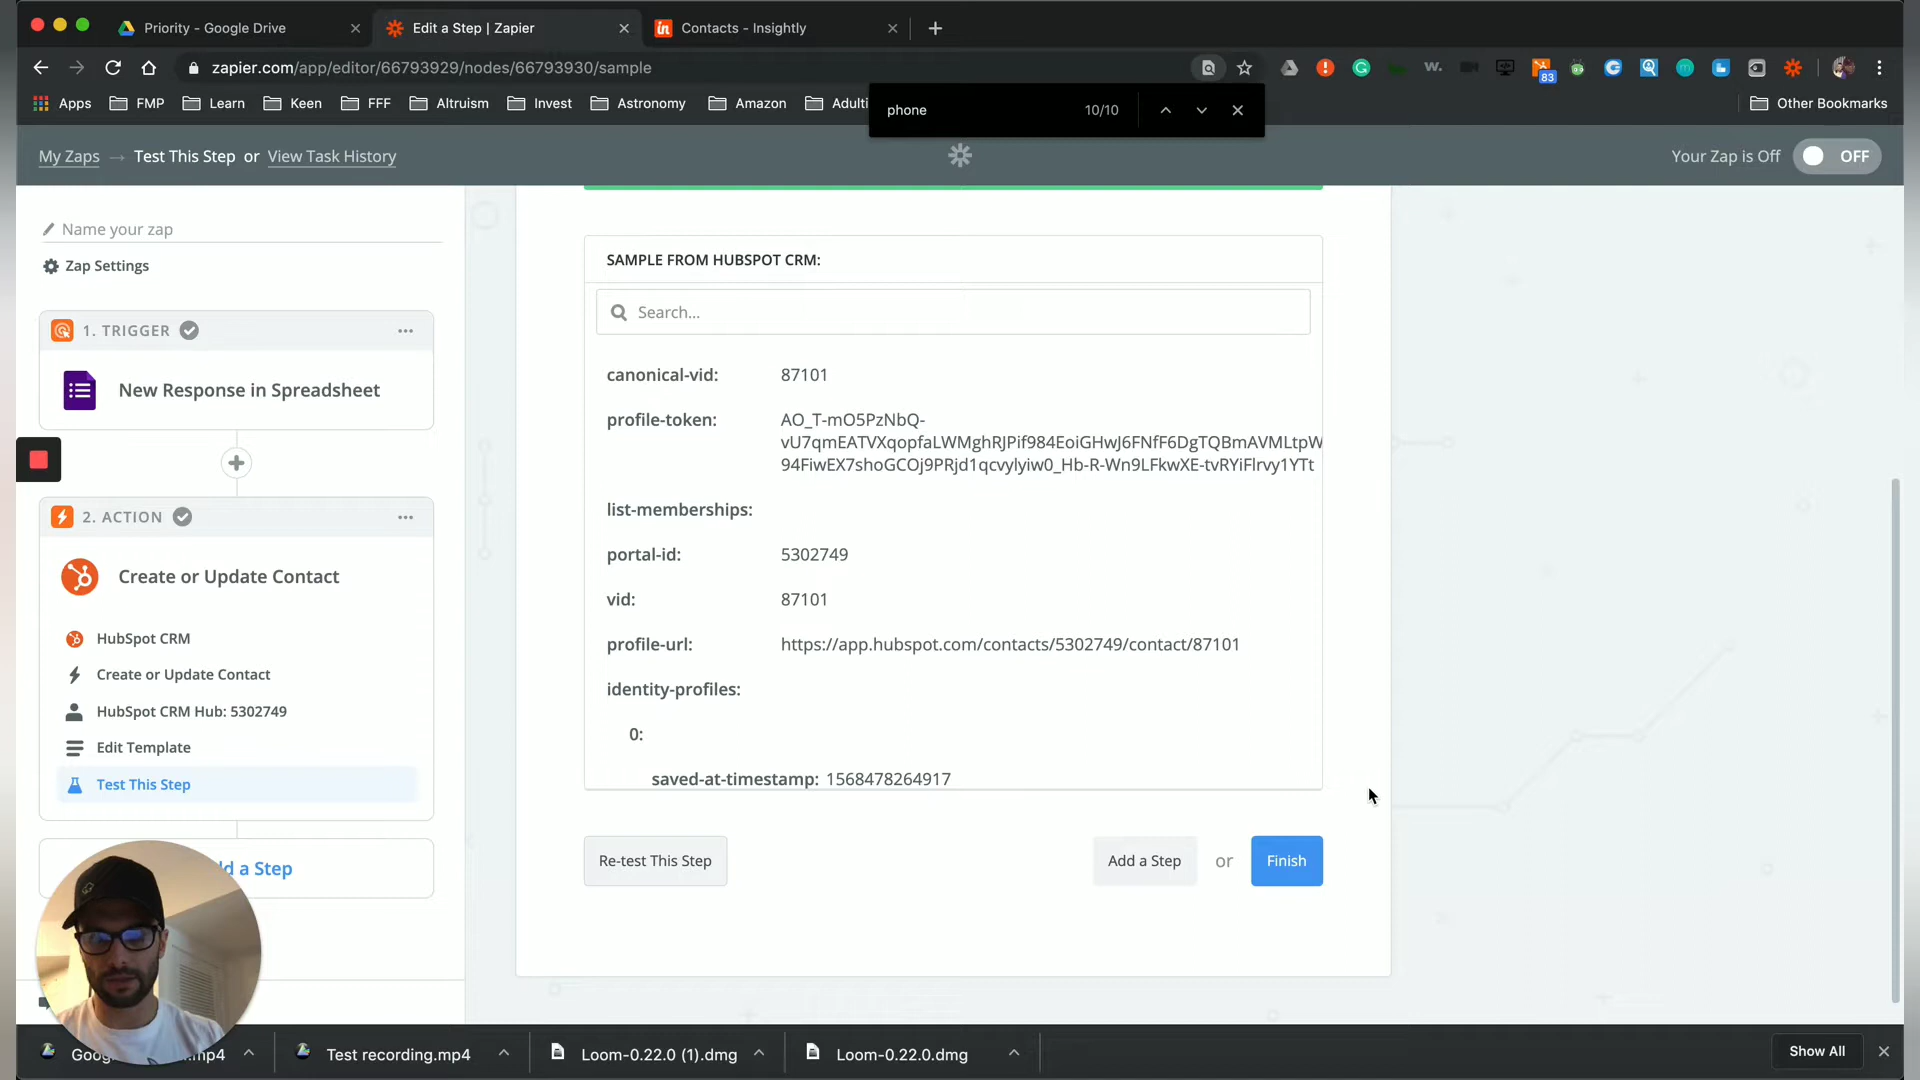 Priority - Google Drive
Edit a Step | Zapier
in
Contacts - Insightly
zapier.com/app/editor/66793929/nodes/66793930/sample
W.
83
Apps
FMP
Learn
Keen
FFF
Altruism
Invest
Astronomy
Amazon
Adulti
Other Bookmarks
phone
10/10
My Zaps → Test This Step or View Task History
Your Zap is Off
OFF
Name your zap
Zap Settings
1. TRIGGER
New Response in Spreadsheet
2. ACTION
Create or Update Contact
HubSpot CRM
Create or Update Contact
HubSpot CRM Hub: 5302749
Edit Template
Test This Step
d a Step
SAMPLE FROM HUBSPOT CRM:
Search...
canonical-vid: 87101
profile-token: AO_T-mO5PzNbQ-
vU7qmEATVXqopfaLWMghRJPif984EoiGHwJ6FNfF6DgTQBmAVMLtpW
94FiwEX7shoGCOj9PRjd1qcvylyiw0_Hb-R-Wn9LFkwXE-tvRYiFlrvy1YTt
list-memberships:
portal-id: 5302749
vid: 87101
profile-url: https://app.hubspot.com/contacts/5302749/contact/87101
identity-profiles:
0:
saved-at-timestamp: 1568478264917
Re-test This Step
Add a Step
or
Finish
Goo
.mp4
Test recording.mp4
Loom-0.22.0 (1).dmg
Loom-0.22.0.dmg
Show All